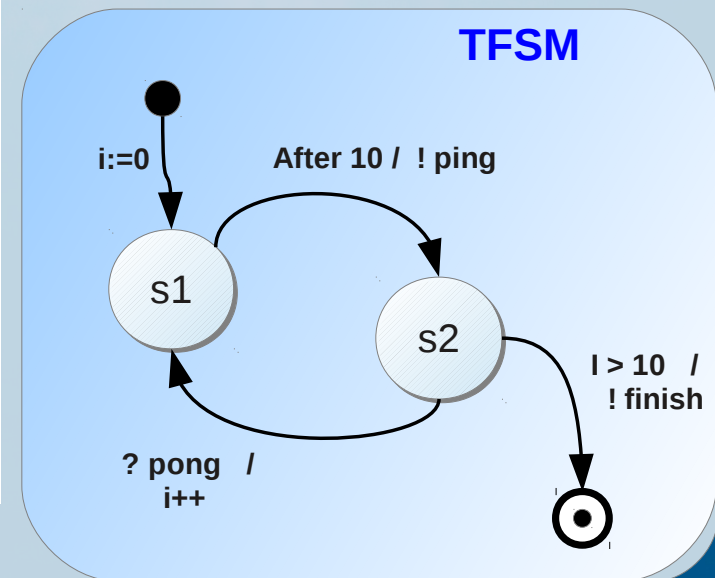 TFSM
i:=0
After 10 / ! ping
s1
s2
I > 10 /
! finish
? pong /
i++